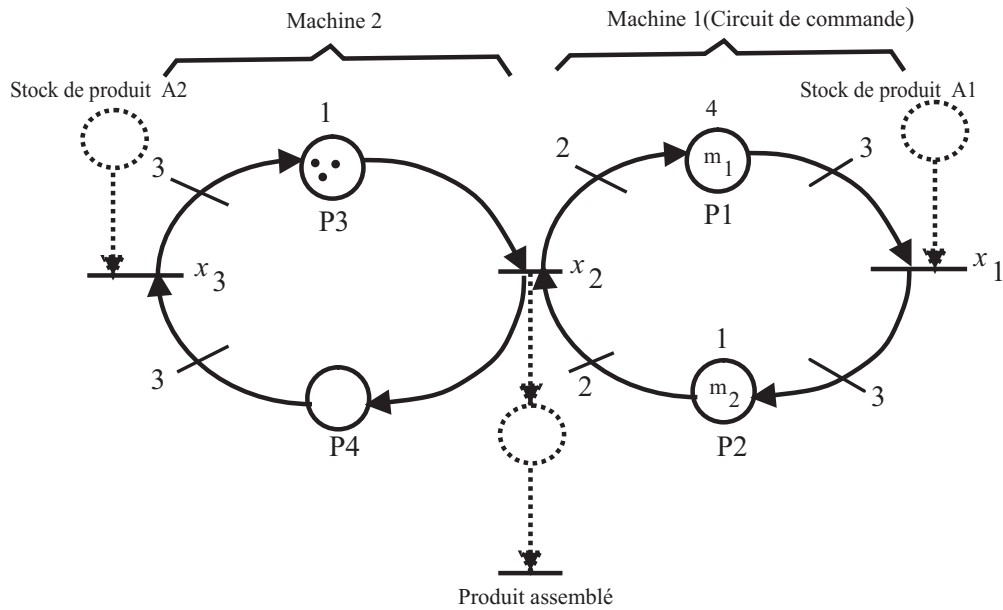 Machine 2
Machine 1(Circuit de commande)
Stock de produit A2
Stock de produit A1
1
4
3
2
3
m1
P3
P1
x3
x2
x1
1
3
2
3
m2
P4
P2
Produit assemblé